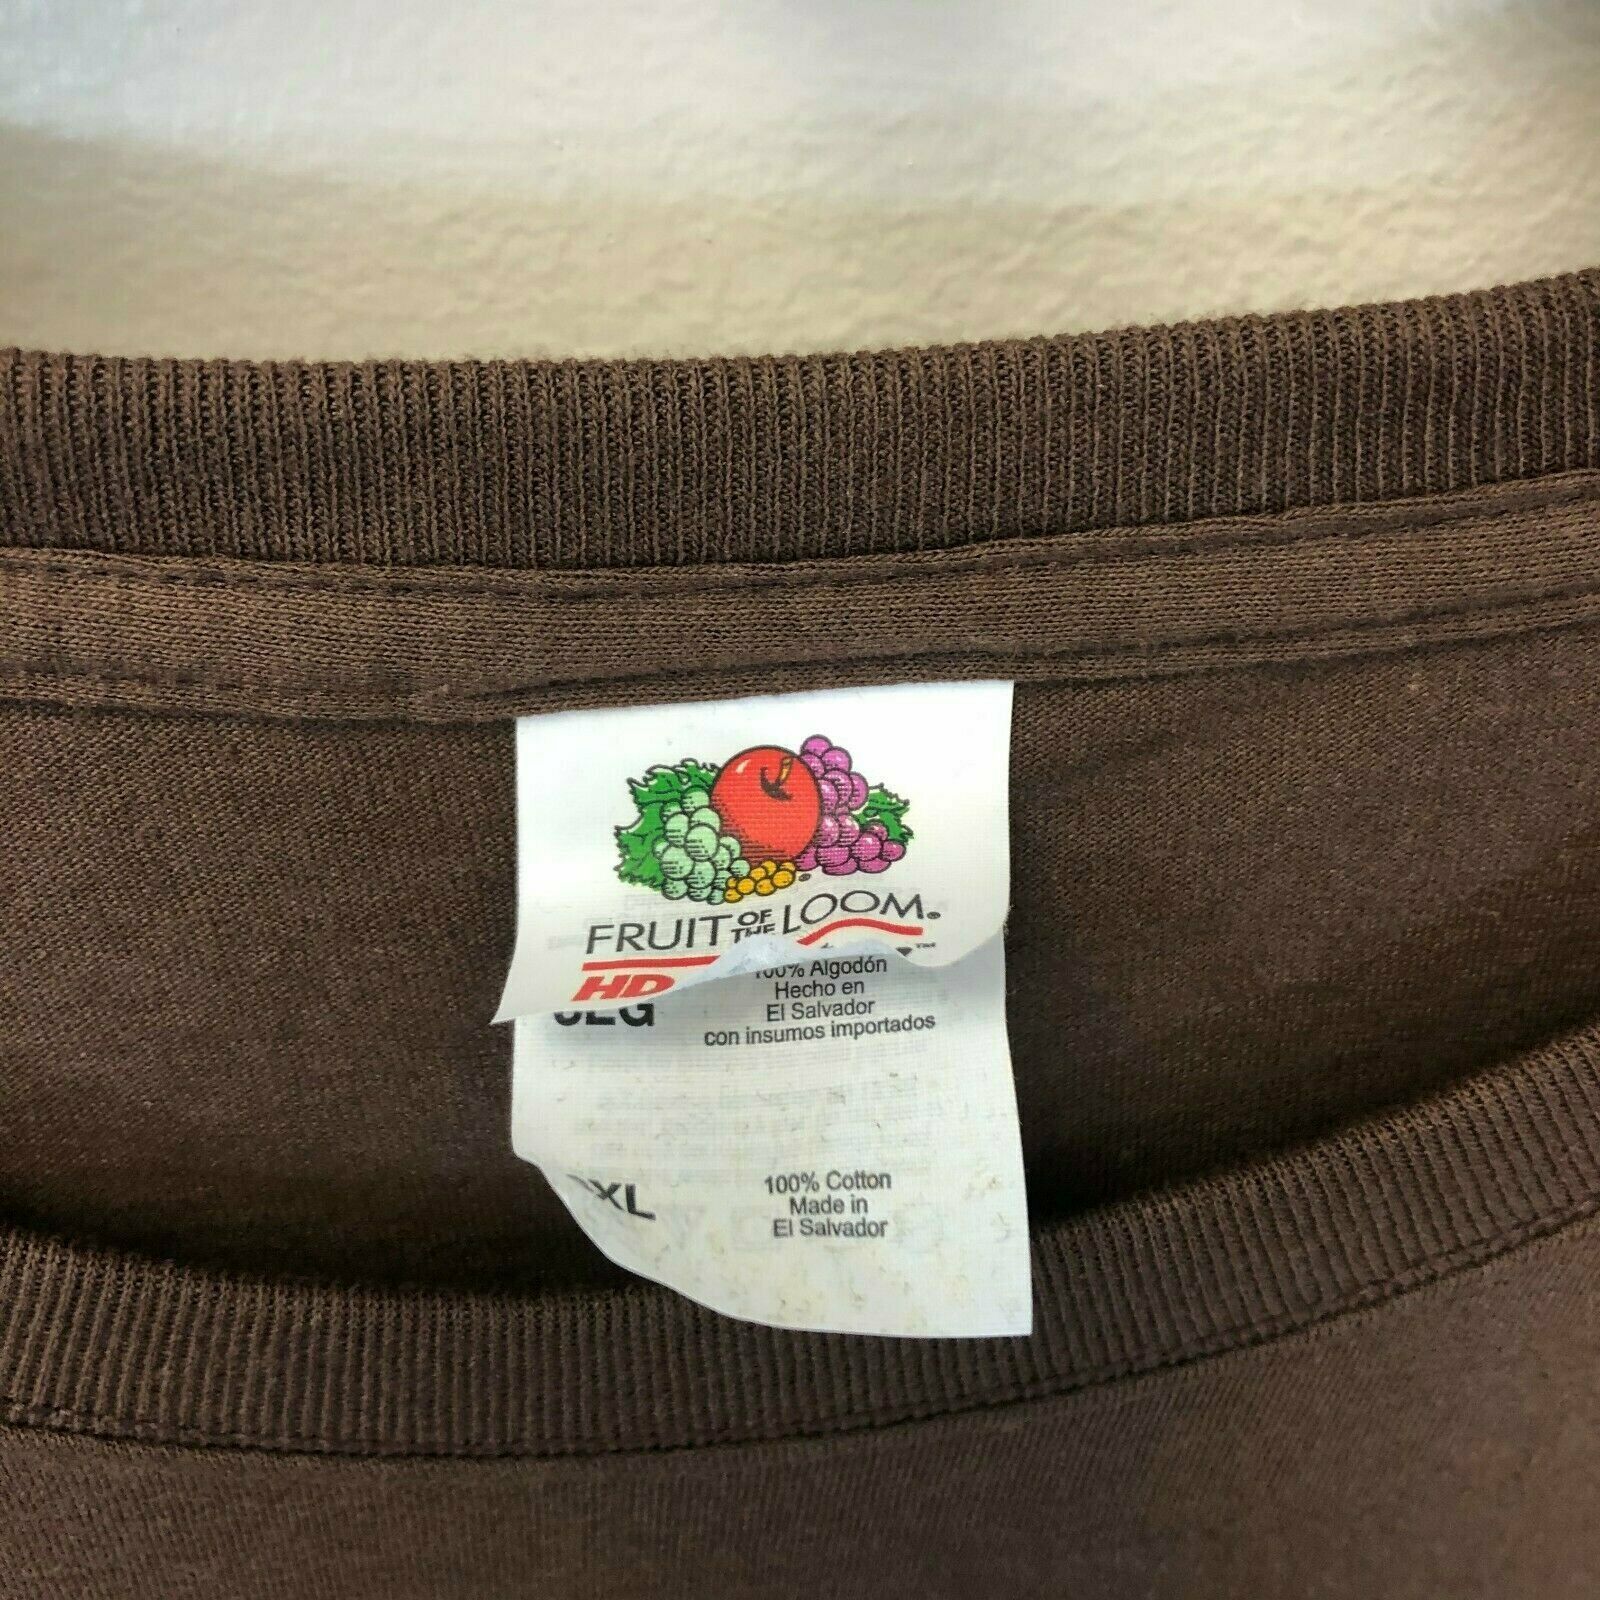 FRUIT OF THE LOOM®
HD
100% Algodón
Hecho en
El Salvador
con insumos importados
100% Cotton
Made in
El Salvador